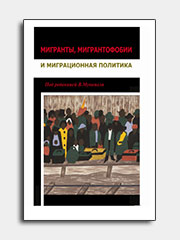 МИГРАНТЫ, МИГРАНТОФОБИИ
И МИГРАЦИОННАЯ ПОЛИТИКА